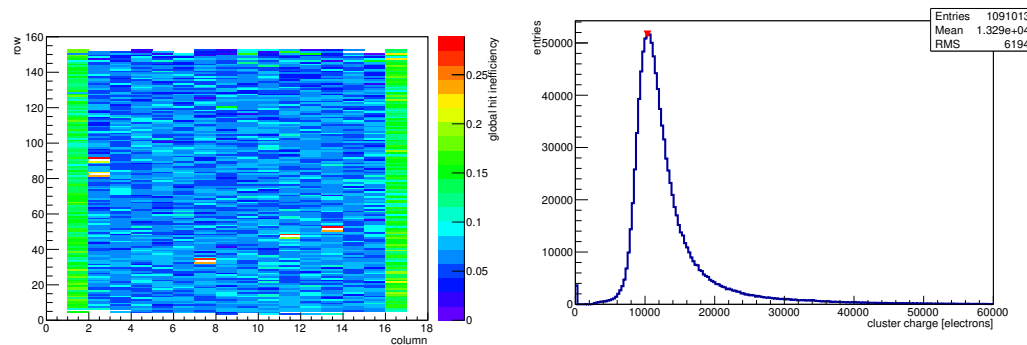 row
160
140
120
100
80
60
40
20
0
0 2 4 6 8 10 12 14 16 18
column
0.25
0.2
0.15
0.1
0.05
0
global hit inefficiency
Entries 1091013
Mean 1.329e+04
RMS 6194
entries
50000
40000
30000
20000
10000
0
0 10000 20000 30000 40000 50000 60000
cluster charge [electrons]